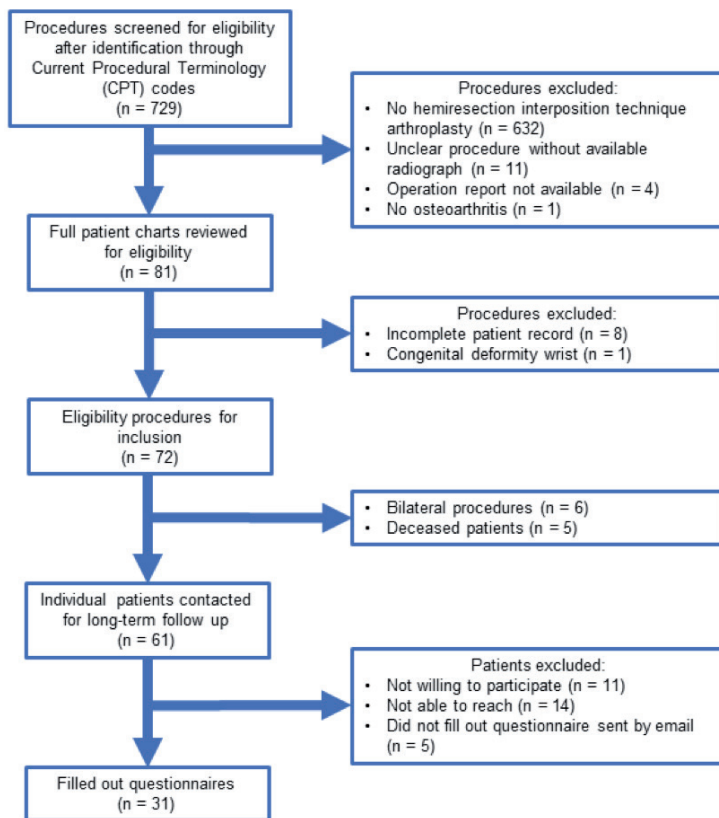 Procedures screened for eligibility
after identification through
Current Procedural Terminology
(CPT) codes
(n = 729)
Procedures excluded:
• No hemiresection interposition technique
arthroplasty (n = 632)
• Unclear procedure without available
radiograph (n = 11)
• Operation report not available (n = 4)
• No osteoarthritis (n = 1)
Full patient charts reviewed
for eligibility
(n = 81)
Procedures excluded:
• Incomplete patient record (n = 8)
• Congenital deformity wrist (n = 1)
Eligibility procedures for
inclusion
(n = 72)
• Bilateral procedures (n = 6)
• Deceased patients (n = 5)
Individual patients contacted
for long-term follow up
(n = 61)
Patients excluded:
• Not willing to participate (n = 11)
• Not able to reach (n = 14)
• Did not fill out questionnaire sent by email
(n = 5)
Filled out questionnaires
(n = 31)